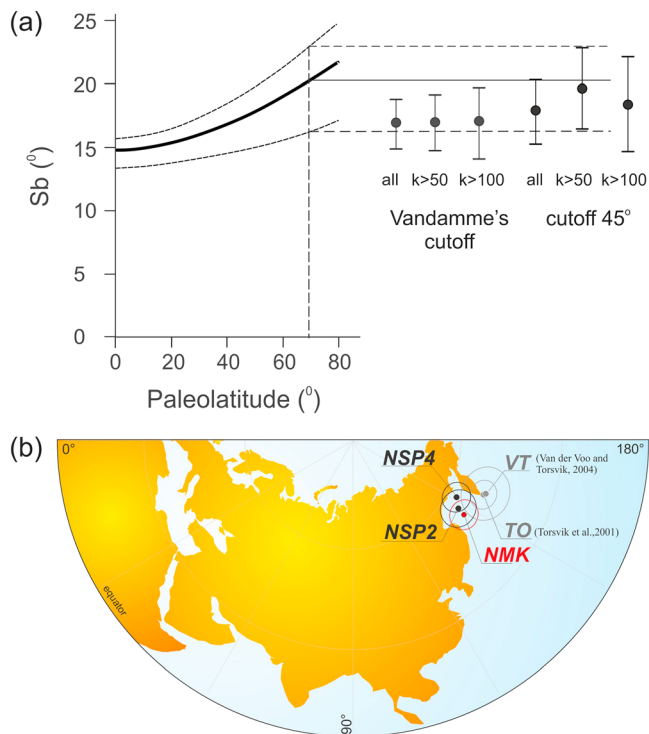 (a)
25
20
15
10
5
0
Sb (⁰)
0 20 40 60 80
Paleolatitude (⁰)
all k>50 k>100
Vandamme's
cutoff
all k>50 k>100
cutoff 45°
(b)
0°
180°
NSP4
VT (Van der Voo and
Torsvik, 2004)
NSP2
TO (Torsvik et al.,2001)
NMK
equator
90°